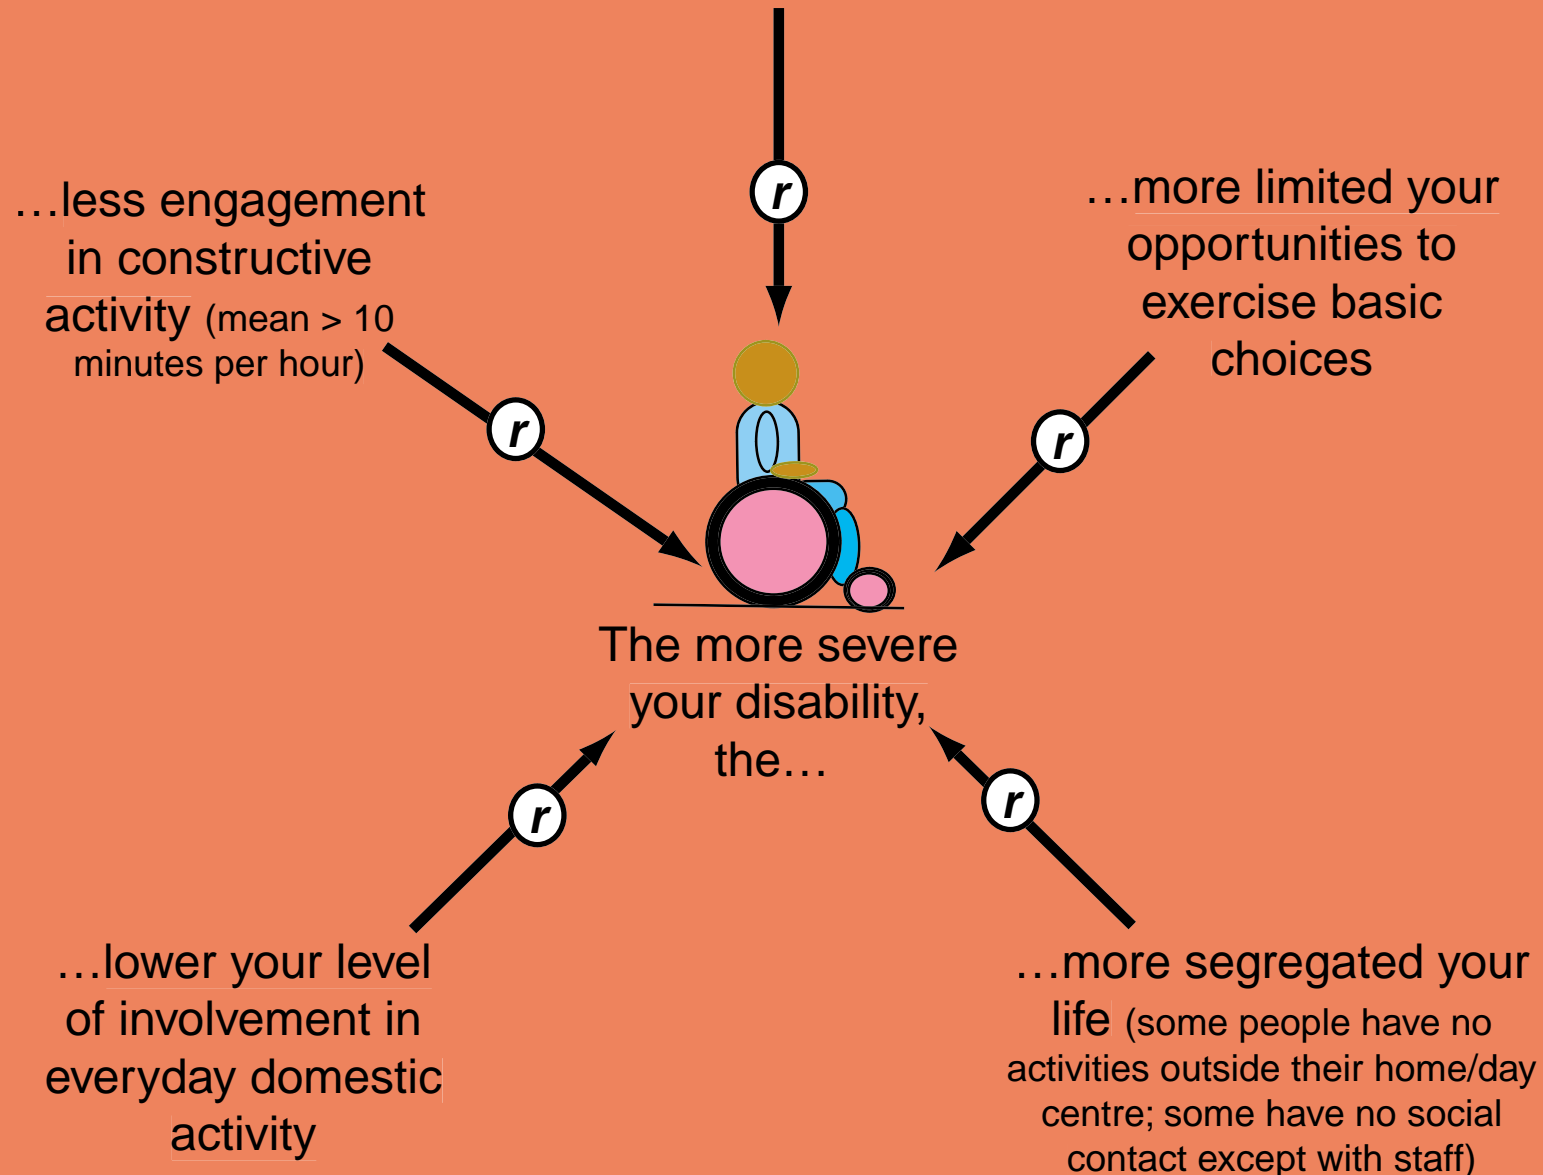 r
…less engagement
in constructive
activity (mean > 10
minutes per hour)
r
…more limited your
opportunities to
exercise basic
choices
r
The more severe
your disability,
the…
r
…lower your level
of involvement in
everyday domestic
activity
r
…more segregated your
life (some people have no
activities outside their home/day
centre; some have no social
contact except with staff)